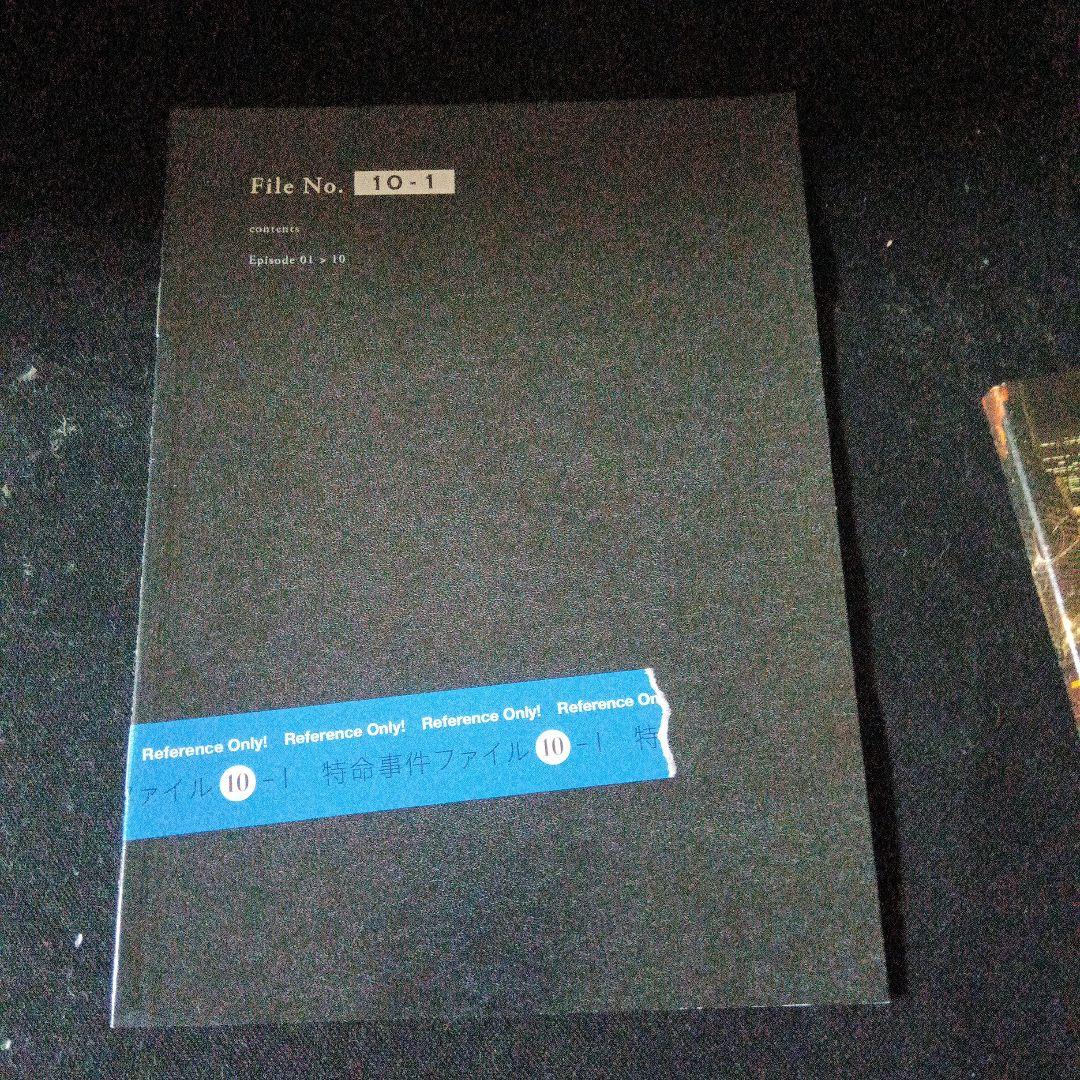 File No. 10-1
contents
Episode 01 > 10
Reference Only! Reference Only! Reference Only! Reference On
ァイル 10 -1 特命事件ファイル 10 -1 特